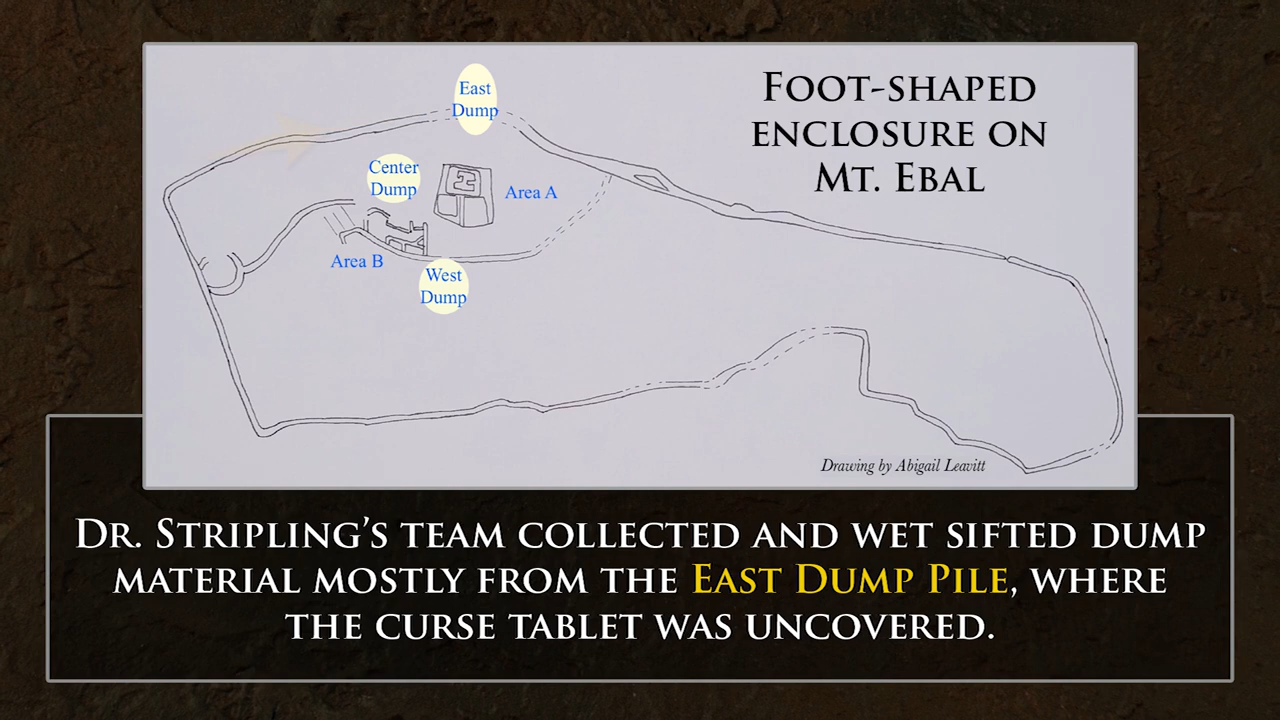 FOOT-SHAPED
ENCLOSURE ON
MT. EBAL
East
Dump
Center
Dump
Area A
Area B
West
Dump
Drawing by Abigail Leavitt
DR. STRIPLING'S TEAM COLLECTED AND WET SIFTED DUMP
MATERIAL MOSTLY FROM THE EAST DUMP PILE, WHERE
THE CURSE TABLET WAS UNCOVERED.